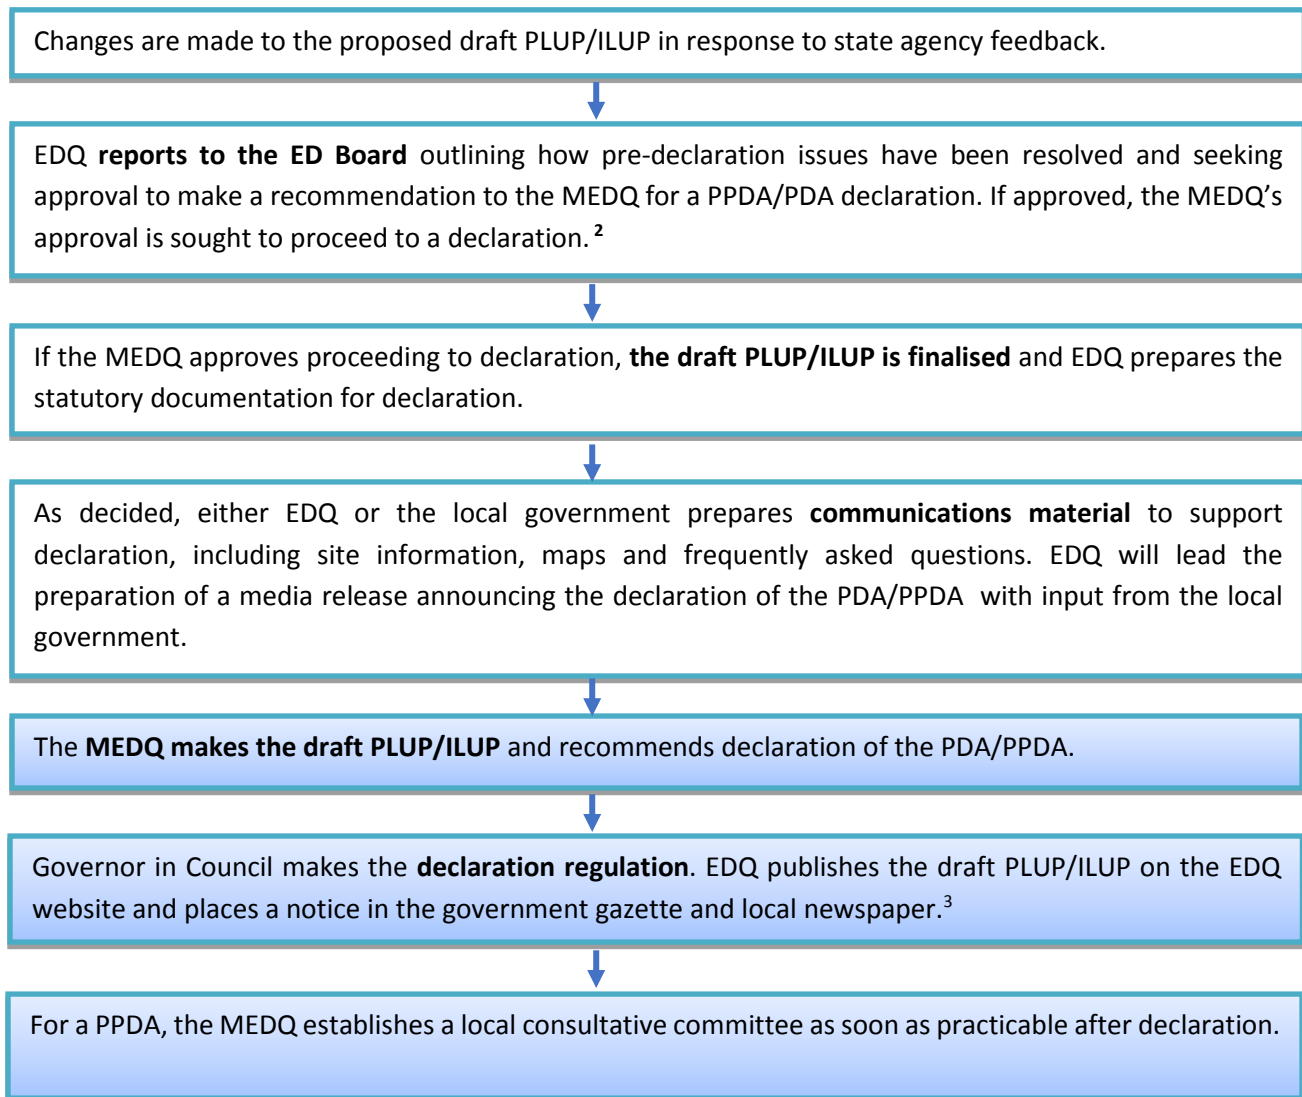 Changes are made to the proposed draft PLUP/ILUP in response to state agency feedback.
EDQ reports to the ED Board outlining how pre-declaration issues have been resolved and seeking
approval to make a recommendation to the MEDQ for a PPDA/PDA declaration. If approved, the MEDQ’s
approval is sought to proceed to a declaration. 2
If the MEDQ approves proceeding to declaration, the draft PLUP/ILUP is finalised and EDQ prepares the
statutory documentation for declaration.
As decided, either EDQ or the local government prepares communications material to support
declaration, including site information, maps and frequently asked questions. EDQ will lead the
preparation of a media release announcing the declaration of the PDA/PPDA with input from the local
government.
The MEDQ makes the draft PLUP/ILUP and recommends declaration of the PDA/PPDA.
Governor in Council makes the declaration regulation. EDQ publishes the draft PLUP/ILUP on the EDQ
website and places a notice in the government gazette and local newspaper.3
For a PPDA, the MEDQ establishes a local consultative committee as soon as practicable after declaration.